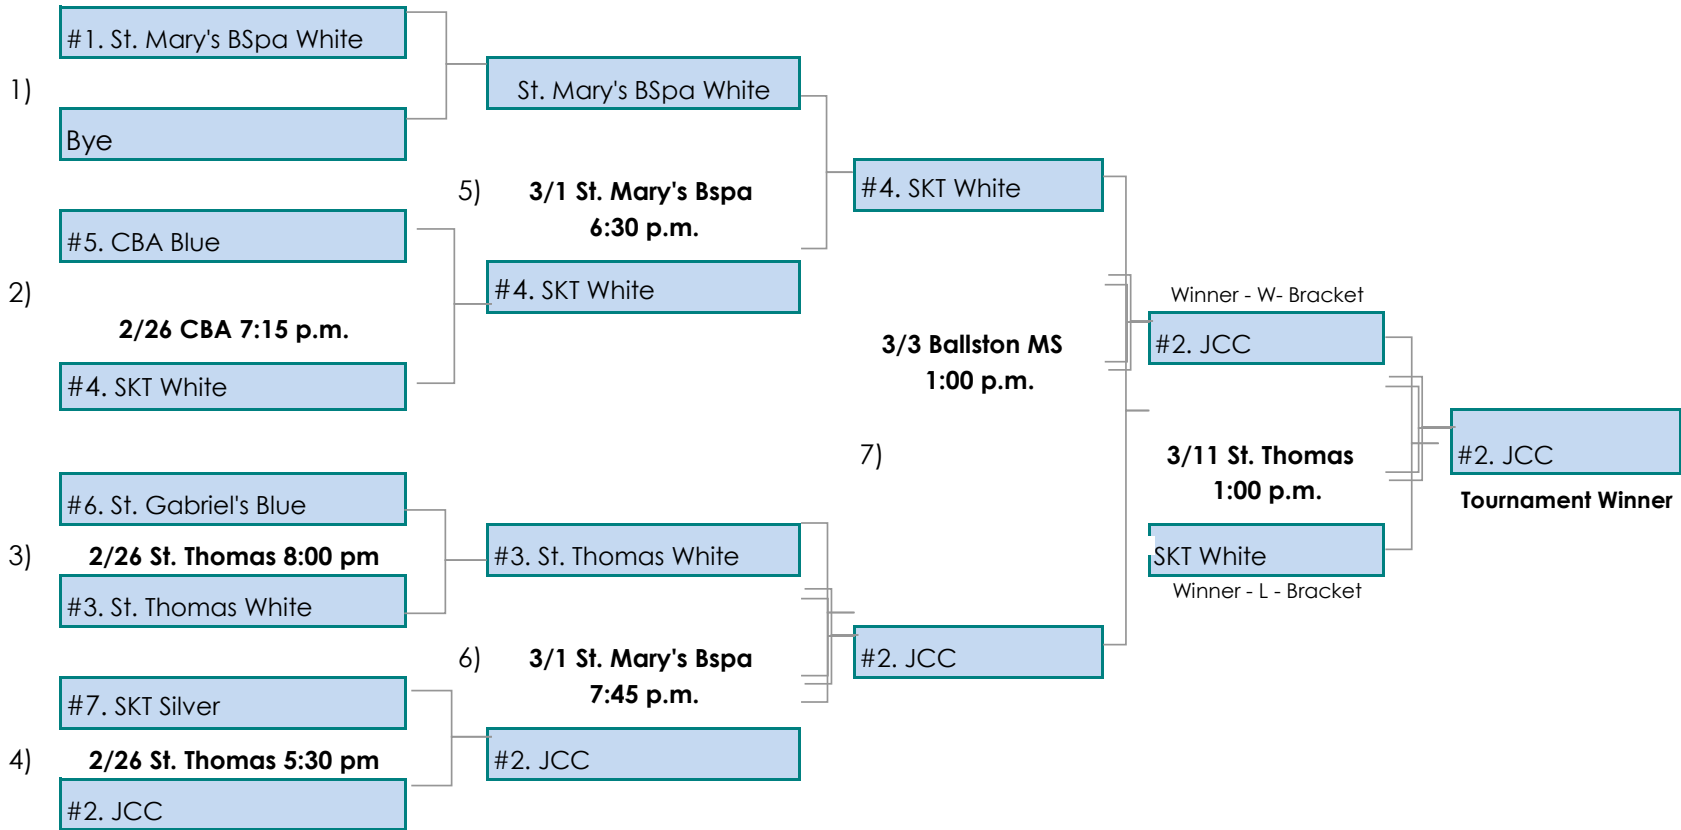 #1. St. Mary's BSpa White
1)
Bye
St. Mary's BSpa White
5)
3/1 St. Mary's Bspa
6:30 p.m.
#4. SKT White
#5. CBA Blue
2)
2/26 CBA 7:15 p.m.
#4. SKT White
#4. SKT White
3/3 Ballston MS
1:00 p.m.
7)
Winner - W- Bracket
#2. JCC
3/11 St. Thomas
1:00 p.m.
#2. JCC
Tournament Winner
SKT White
Winner - L - Bracket
#6. St. Gabriel's Blue
3)
2/26 St. Thomas 8:00 pm
#3. St. Thomas White
#3. St. Thomas White
6)
3/1 St. Mary's Bspa
7:45 p.m.
#2. JCC
#7. SKT Silver
4)
2/26 St. Thomas 5:30 pm
#2. JCC
#2. JCC